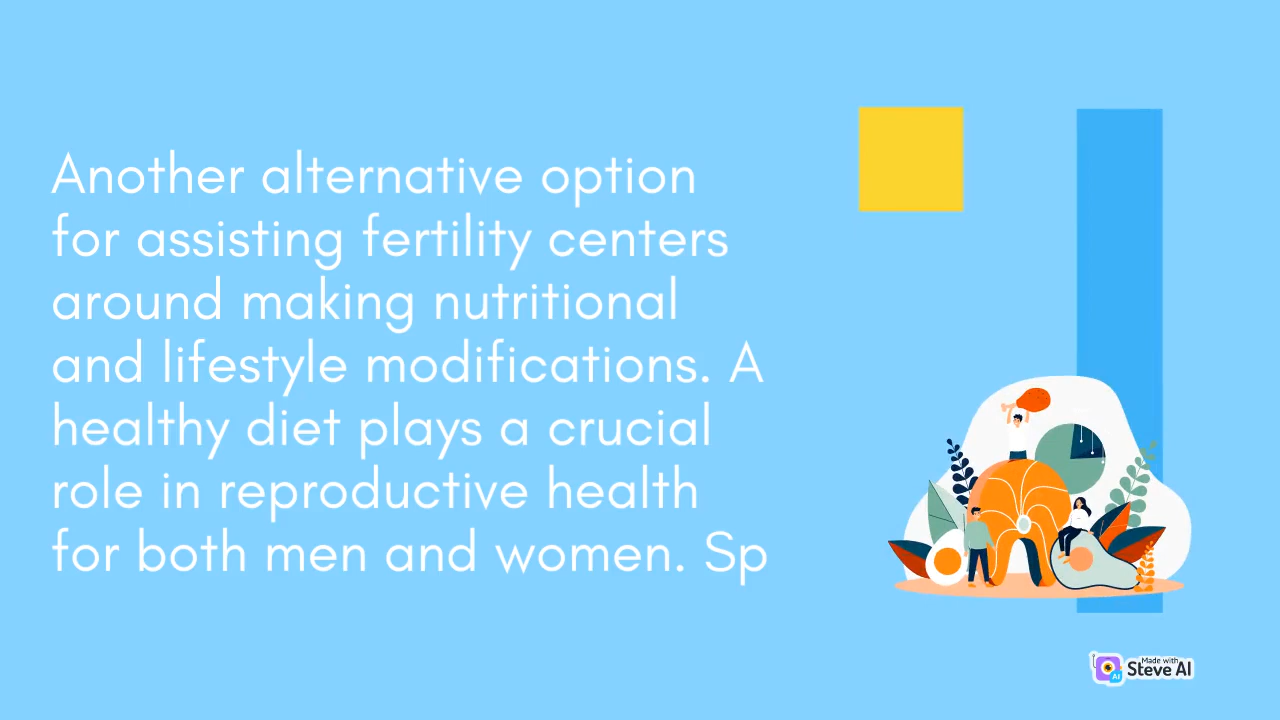 Another alternative option
for assisting fertility centers
around making nutritional
and lifestyle modifications. A
healthy diet plays a crucial
role in reproductive health
for both men and women. Sp
Made with
Steve AI
AI